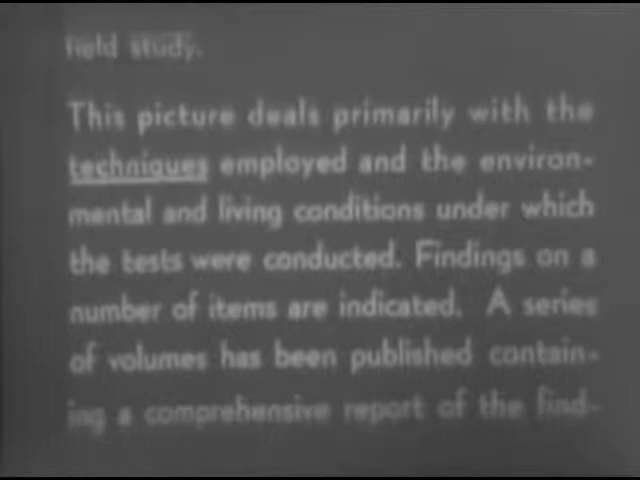 field study.
This picture deals primarily with the
techniques employed and the environ-
mental and living conditions under which
the tests were conducted. Findings on a
number of items are indicated. A series
of volumes has been published contain-
ing a comprehensive report of the find-